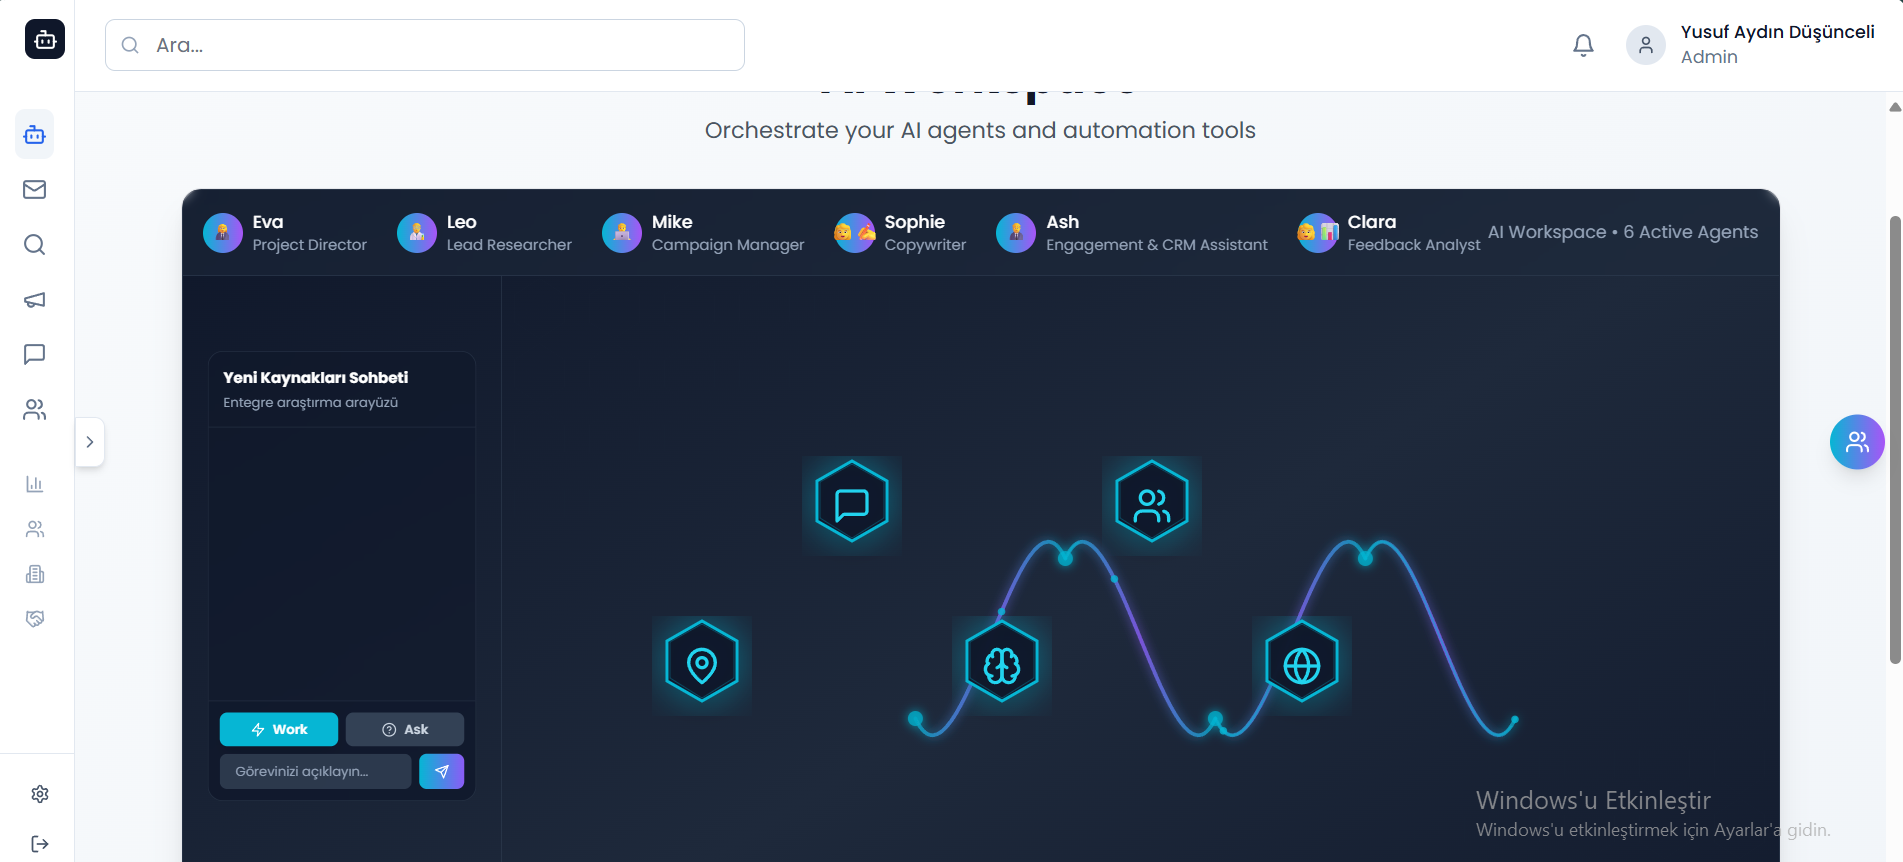 Ara...
Yusuf Aydın Düşünceli
Admin
AI Workspace
Orchestrate your AI agents and automation tools
Eva
Project Director
Leo
Lead Researcher
Mike
Campaign Manager
Sophie
Copywriter
Ash
Engagement & CRM Assistant
Clara
Feedback Analyst
AI Workspace • 6 Active Agents
Yeni Kaynakları Sohbeti
Entegre araştırma arayüzü
Work
Ask
Görevinizi açıklayın...
Windows'u Etkinleştir
Windows'u etkinleştirmek için Ayarlar'a gidin.